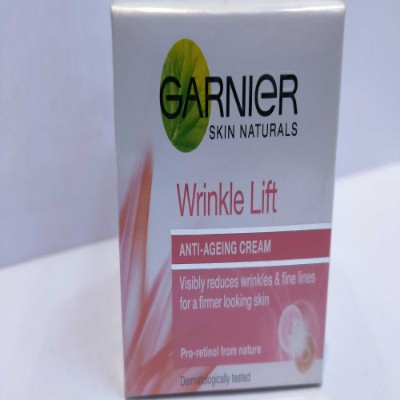 GARNIER
SKIN NATURALS
Wrinkle Lift
ANTI-AGEING CREAM
Visibly reduces wrinkles & fine lines
for a firmer looking skin
Pro-retinol from nature
Dermatologically tested